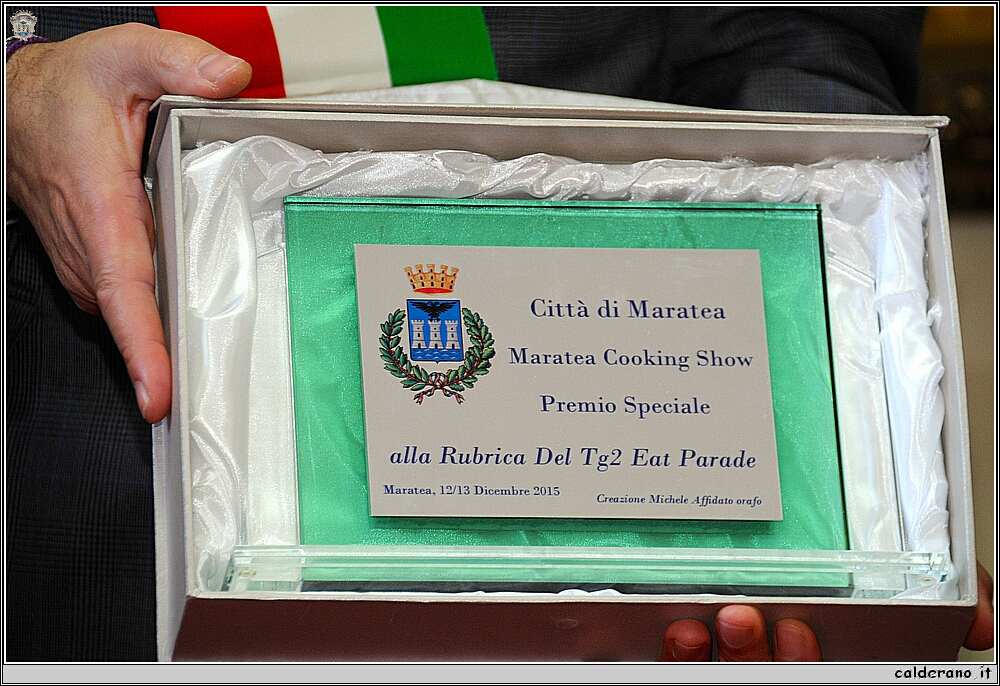 Città di Maratea
Maratea Cooking Show
Premio Speciale
alla Rubrica Del Tg2 Eat Parade
Maratea, 12/13 Dicembre 2015
Creazione Michele Affidato orafo
calderano.it